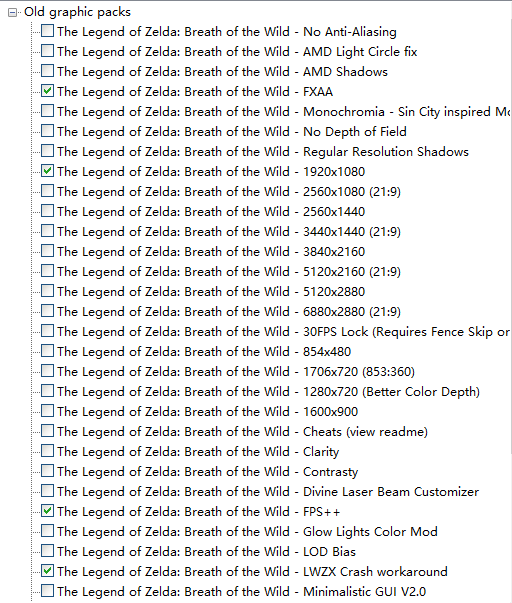 Old graphic packs
The Legend of Zelda: Breath of the Wild - No Anti-Aliasing
The Legend of Zelda: Breath of the Wild - AMD Light Circle fix
The Legend of Zelda: Breath of the Wild - AMD Shadows
The Legend of Zelda: Breath of the Wild - FXAA
The Legend of Zelda: Breath of the Wild - Monochromia - Sin City inspired Mo
The Legend of Zelda: Breath of the Wild - No Depth of Field
The Legend of Zelda: Breath of the Wild - Regular Resolution Shadows
The Legend of Zelda: Breath of the Wild - 1920x1080
The Legend of Zelda: Breath of the Wild - 2560x1080 (21:9)
The Legend of Zelda: Breath of the Wild - 2560x1440
The Legend of Zelda: Breath of the Wild - 3440x1440 (21:9)
The Legend of Zelda: Breath of the Wild - 3840x2160
The Legend of Zelda: Breath of the Wild - 5120x2160 (21:9)
The Legend of Zelda: Breath of the Wild - 5120x2880
The Legend of Zelda: Breath of the Wild - 6880x2880 (21:9)
The Legend of Zelda: Breath of the Wild - 30FPS Lock (Requires Fence Skip or
The Legend of Zelda: Breath of the Wild - 854x480
The Legend of Zelda: Breath of the Wild - 1706x720 (853:360)
The Legend of Zelda: Breath of the Wild - 1280x720 (Better Color Depth)
The Legend of Zelda: Breath of the Wild - 1600x900
The Legend of Zelda: Breath of the Wild - Cheats (view readme)
The Legend of Zelda: Breath of the Wild - Clarity
The Legend of Zelda: Breath of the Wild - Contrasty
The Legend of Zelda: Breath of the Wild - Divine Laser Beam Customizer
The Legend of Zelda: Breath of the Wild - FPS++
The Legend of Zelda: Breath of the Wild - Glow Lights Color Mod
The Legend of Zelda: Breath of the Wild - LOD Bias
The Legend of Zelda: Breath of the Wild - LWZX Crash workaround
The Legend of Zelda: Breath of the Wild - Minimalistic GUI V2.0